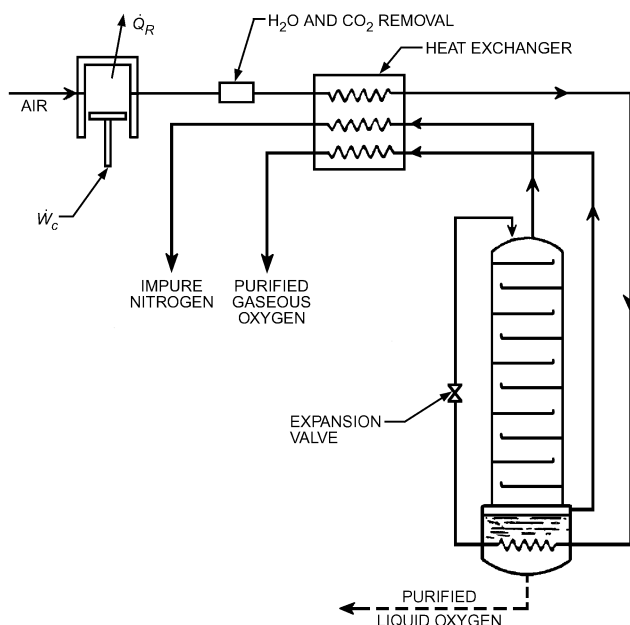 Q̇R
H2O AND CO2 REMOVAL
HEAT EXCHANGER
AIR
Ẇc
IMPURE
NITROGEN
PURIFIED
GASEOUS
OXYGEN
EXPANSION
VALVE
PURIFIED
LIQUID OXYGEN